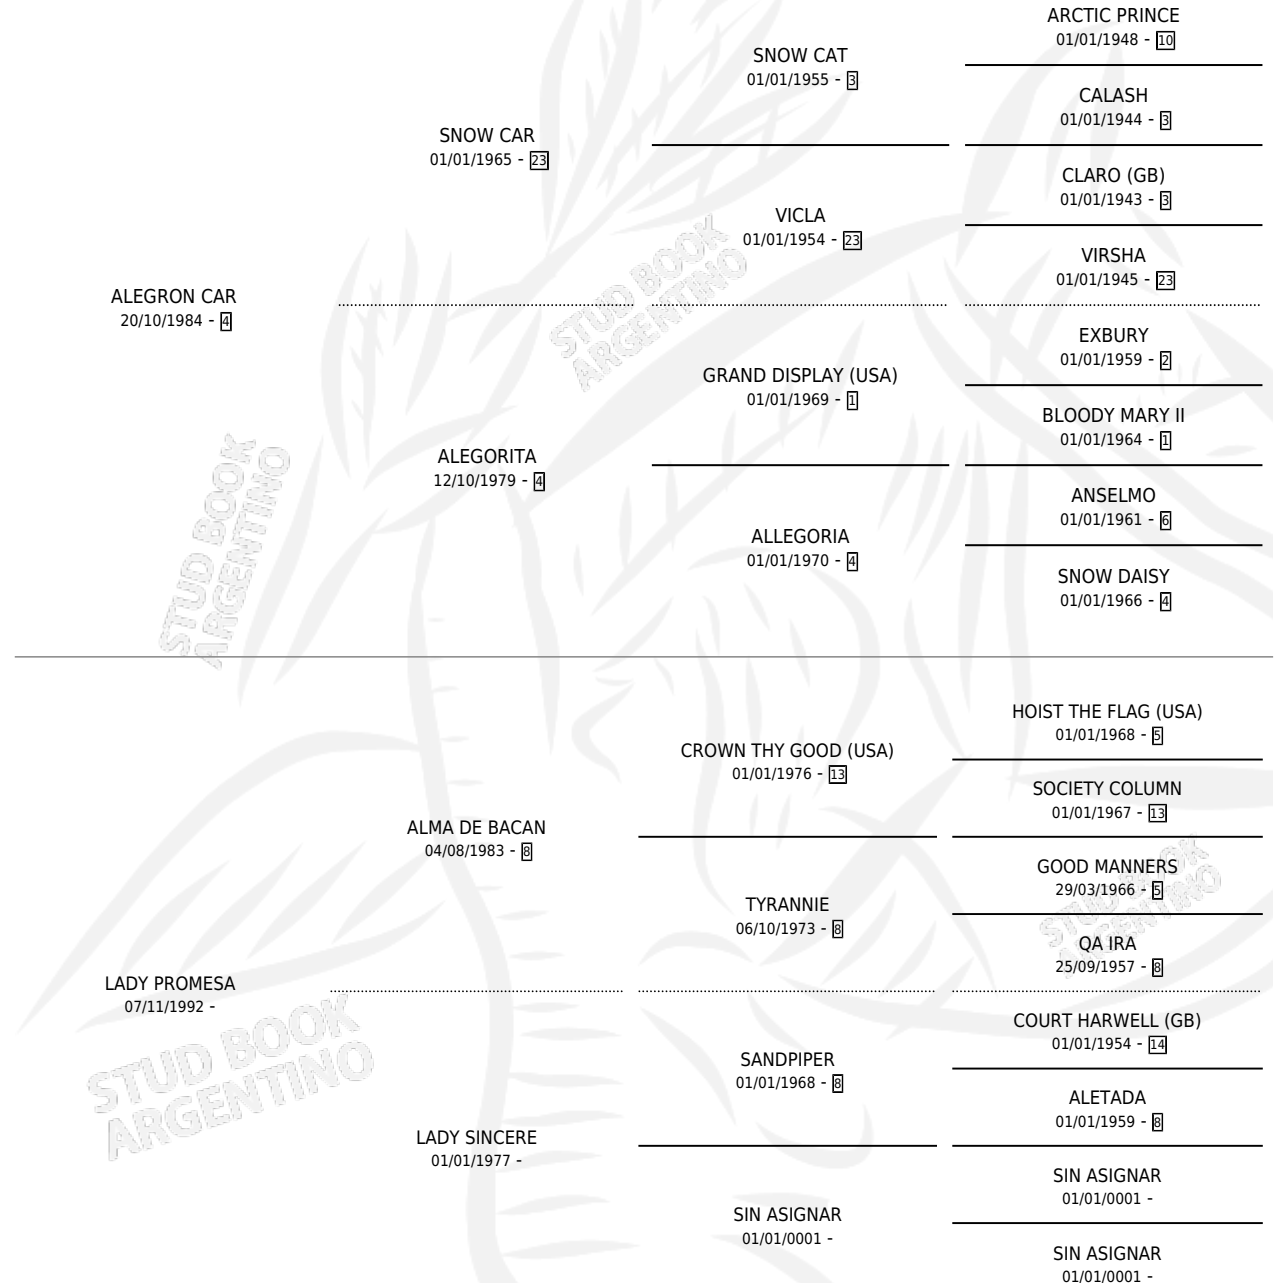 ARCTIC PRINCE
01/01/1948 - 10
SNOW CAT
01/01/1955 - 3
CALASH
01/01/1944 - 3
SNOW CAR
01/01/1965 - 23
CLARO (GB)
01/01/1943 - 3
VICLA
01/01/1954 - 23
VIRSHA
01/01/1945 - 23
ALEGRON CAR
20/10/1984 - 4
EXBURY
01/01/1959 - 2
GRAND DISPLAY (USA)
01/01/1969 - 1
BLOODY MARY II
01/01/1964 - 1
ALEGORITA
12/10/1979 - 4
ANSELMO
01/01/1961 - 6
ALLEGORIA
01/01/1970 - 4
SNOW DAISY
01/01/1966 - 4
HOIST THE FLAG (USA)
01/01/1968 - 5
CROWN THY GOOD (USA)
01/01/1976 - 13
SOCIETY COLUMN
01/01/1967 - 13
ALMA DE BACAN
04/08/1983 - 8
GOOD MANNERS
29/03/1966 - 5
TYRANNIE
06/10/1973 - 8
QA IRA
25/09/1957 - 8
LADY PROMESA
07/11/1992 -
COURT HARWELL (GB)
01/01/1954 - 14
SANDPIPER
01/01/1968 - 8
ALETADA
01/01/1959 - 8
LADY SINCERE
01/01/1977 -
SIN ASIGNAR
01/01/0001 -
SIN ASIGNAR
01/01/0001 -
SIN ASIGNAR
01/01/0001 -
STUD BOOK
ARGENTINO
STUD BOOK
ARGENTINO
STUD BOOK
ARGENTINO
STUD BOOK
ARGENTINO